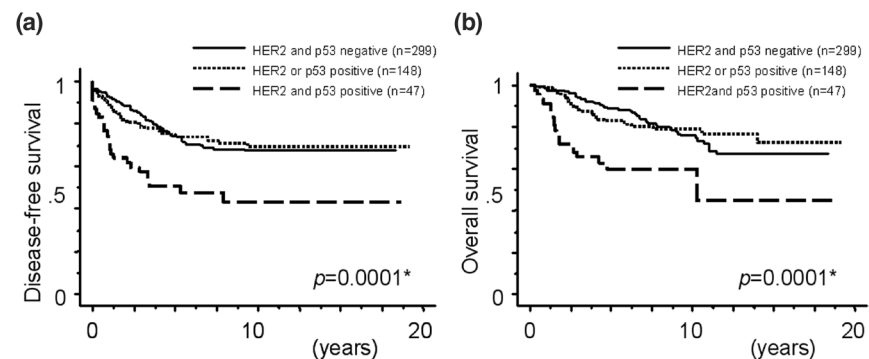 (a)
HER2 and p53 negative (n=299)
HER2 or p53 positive (n=148)
HER2 and p53 positive (n=47)
Disease-free survival
1
.5
0
p=0.0001*
0
10
20
(years)
(b)
HER2 and p53 negative (n=299)
HER2 or p53 positive (n=148)
HER2and p53 positive (n=47)
Overall survival
1
.5
0
p=0.0001*
0
10
20
(years)